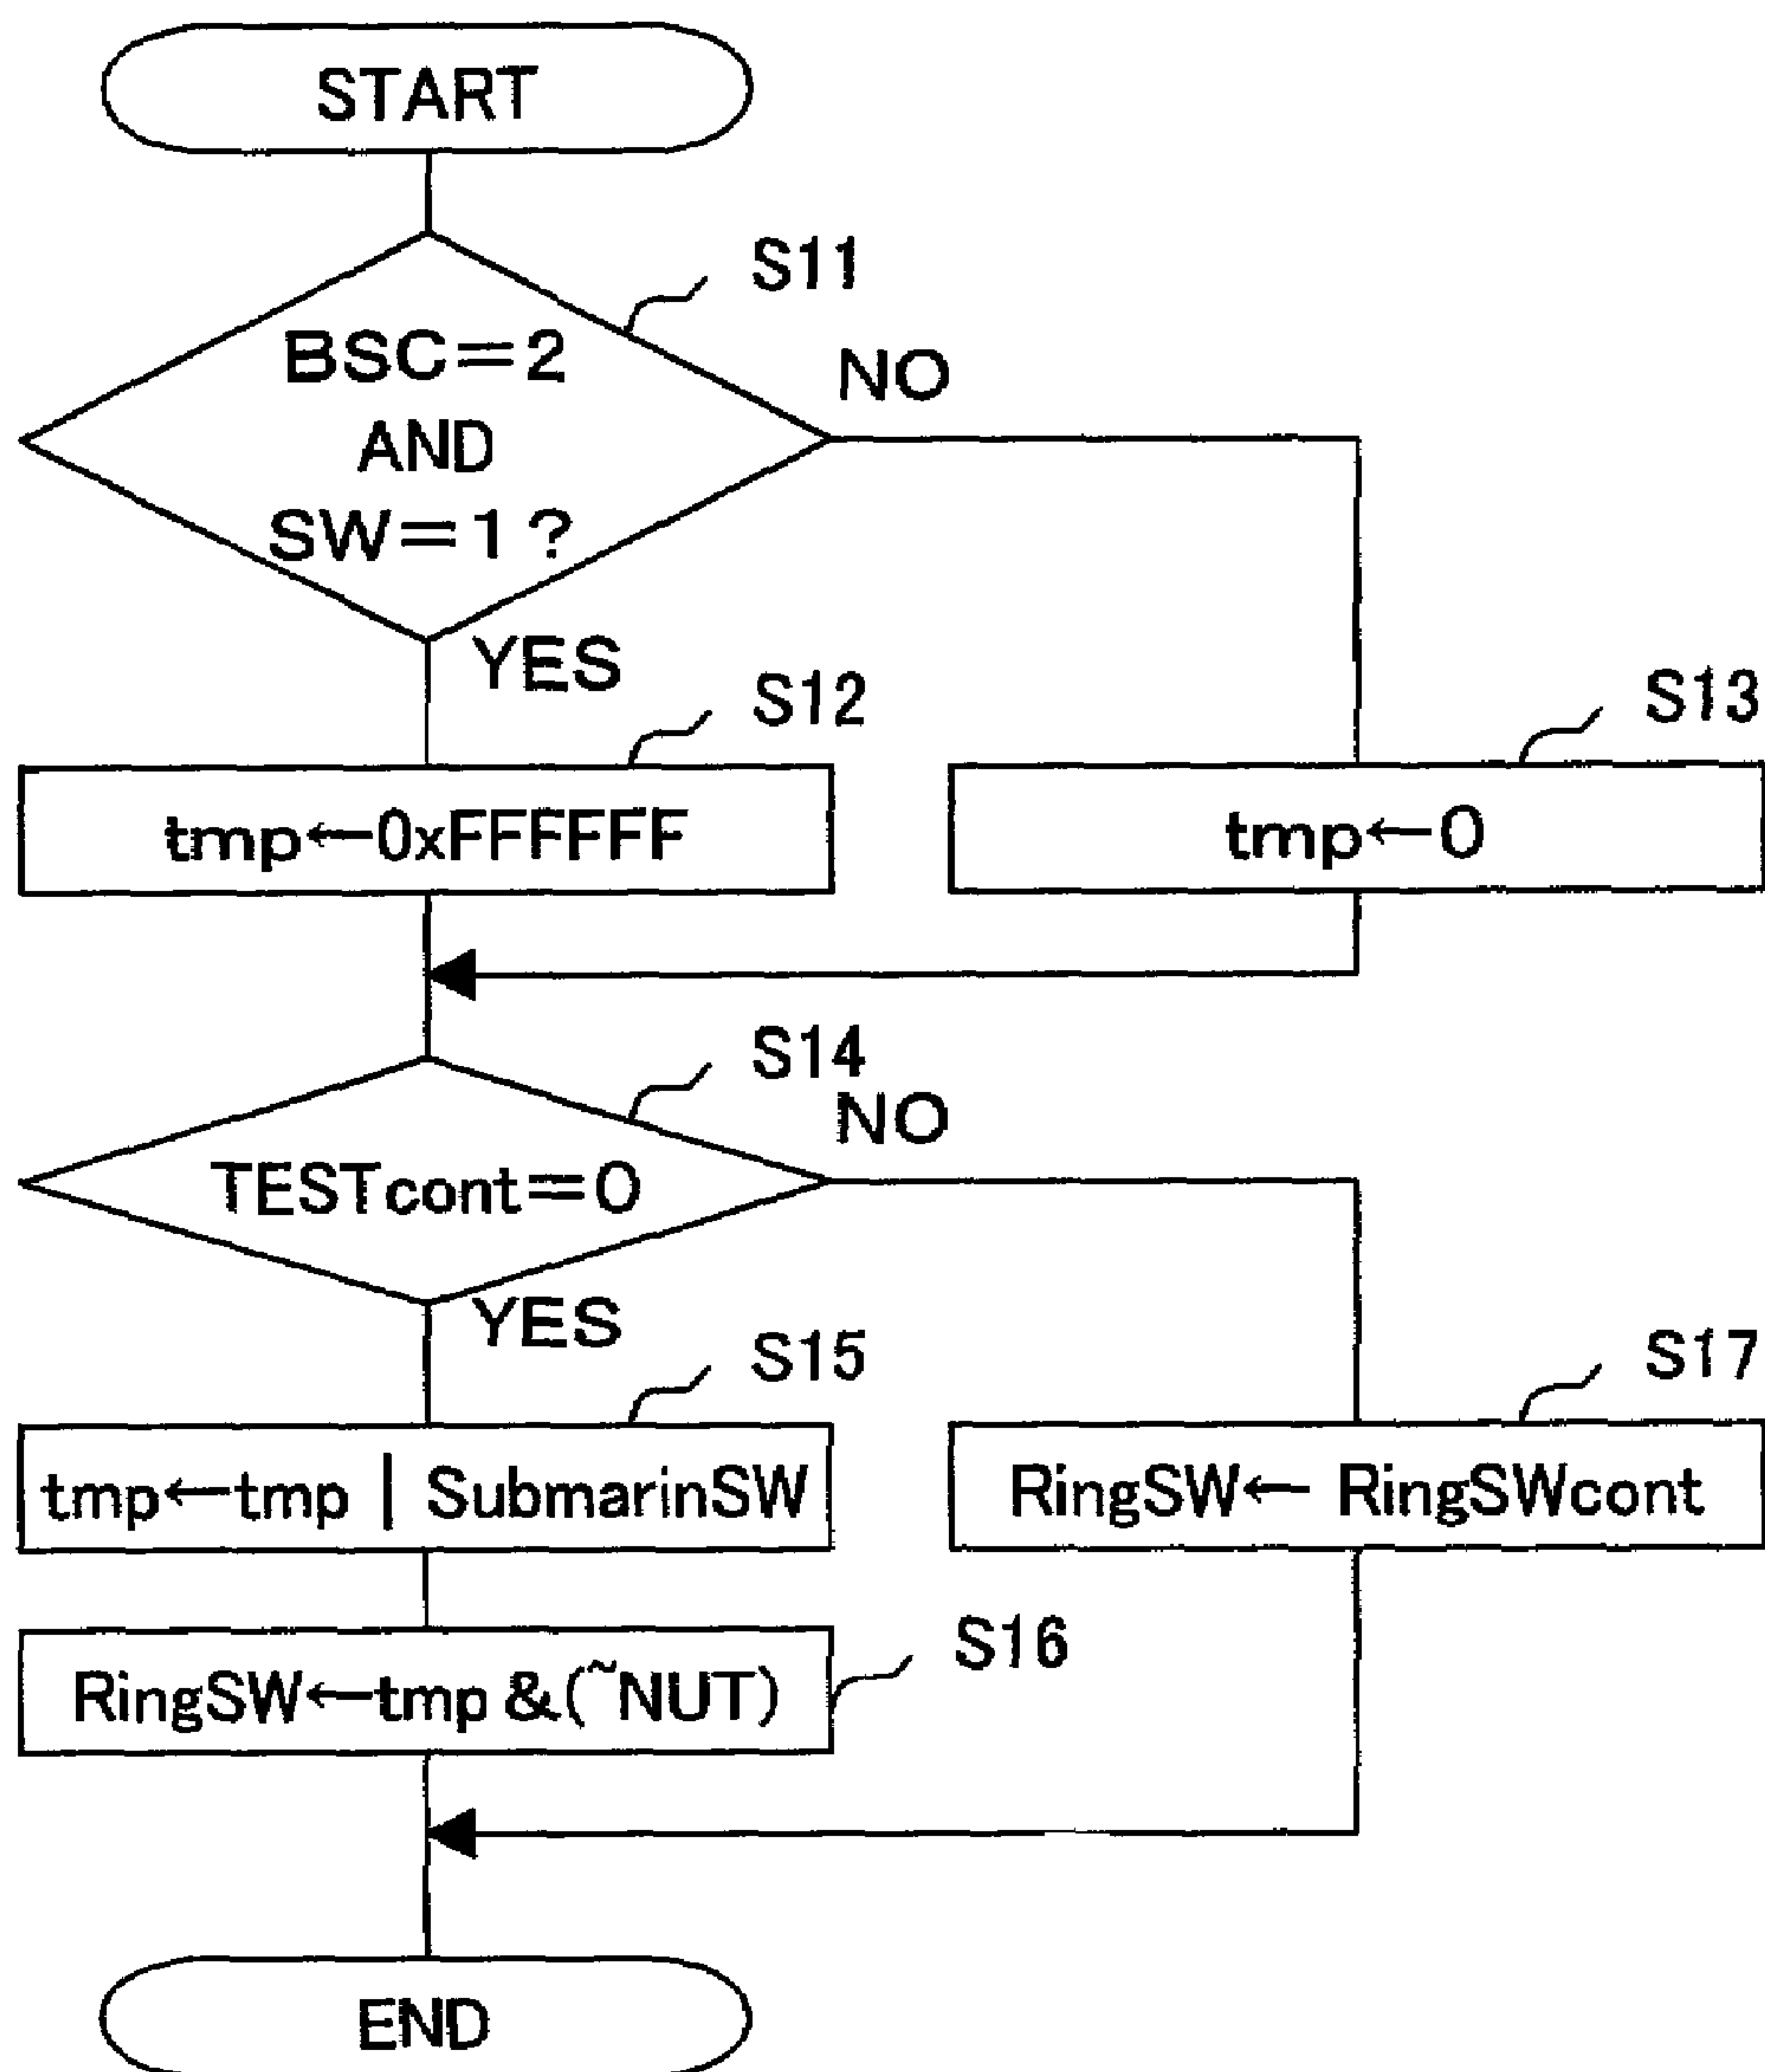 START
S11
BSC=2
AND
SW=1?
NO
YES
S12
S13
tmp←0xFFFFFF
tmp←0
S14
NO
TESTcont=0
YES
S15
S17
tmp←tmp | SubmarinSW
RingSW← RingSWcont
S16
RingSW←tmp &(~NUT)
END